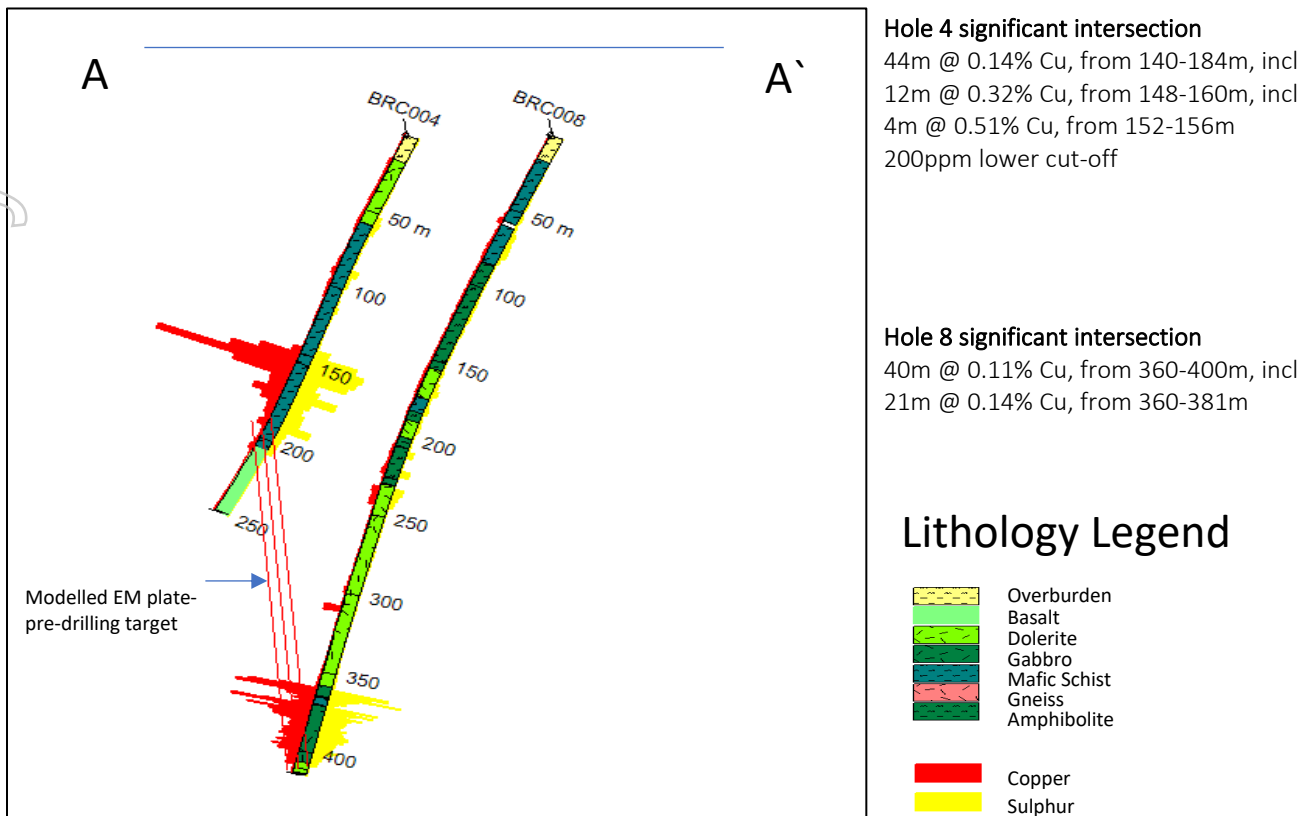 A
A`
BRC004
BRC008
50 m
100
150
200
250
50 m
100
150
200
250
300
350
400
Modelled EM plate-
pre-drilling target
Hole 4 significant intersection
44m @ 0.14% Cu, from 140-184m, incl
12m @ 0.32% Cu, from 148-160m, incl
4m @ 0.51% Cu, from 152-156m
200ppm lower cut-off
Hole 8 significant intersection
40m @ 0.11% Cu, from 360-400m, incl
21m @ 0.14% Cu, from 360-381m
Lithology Legend
Overburden
Basalt
Dolerite
Gabbro
Mafic Schist
Gneiss
Amphibolite
Copper
Sulphur